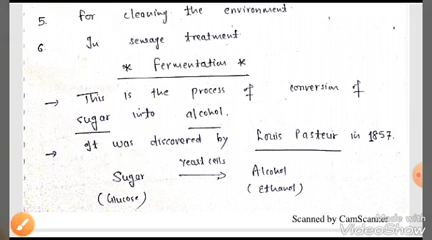 5. For cleaning the environment
6. In sewage treatment
* Fermentation *
→ This is the process of conversion of
sugar into alcohol.
→ It was discovered by Louis Pasteur in 1857.
Sugar yeast cells → Alcohol
(Glucose) (Ethanol)
Scanned by CamScanner
Made with
VideoShow